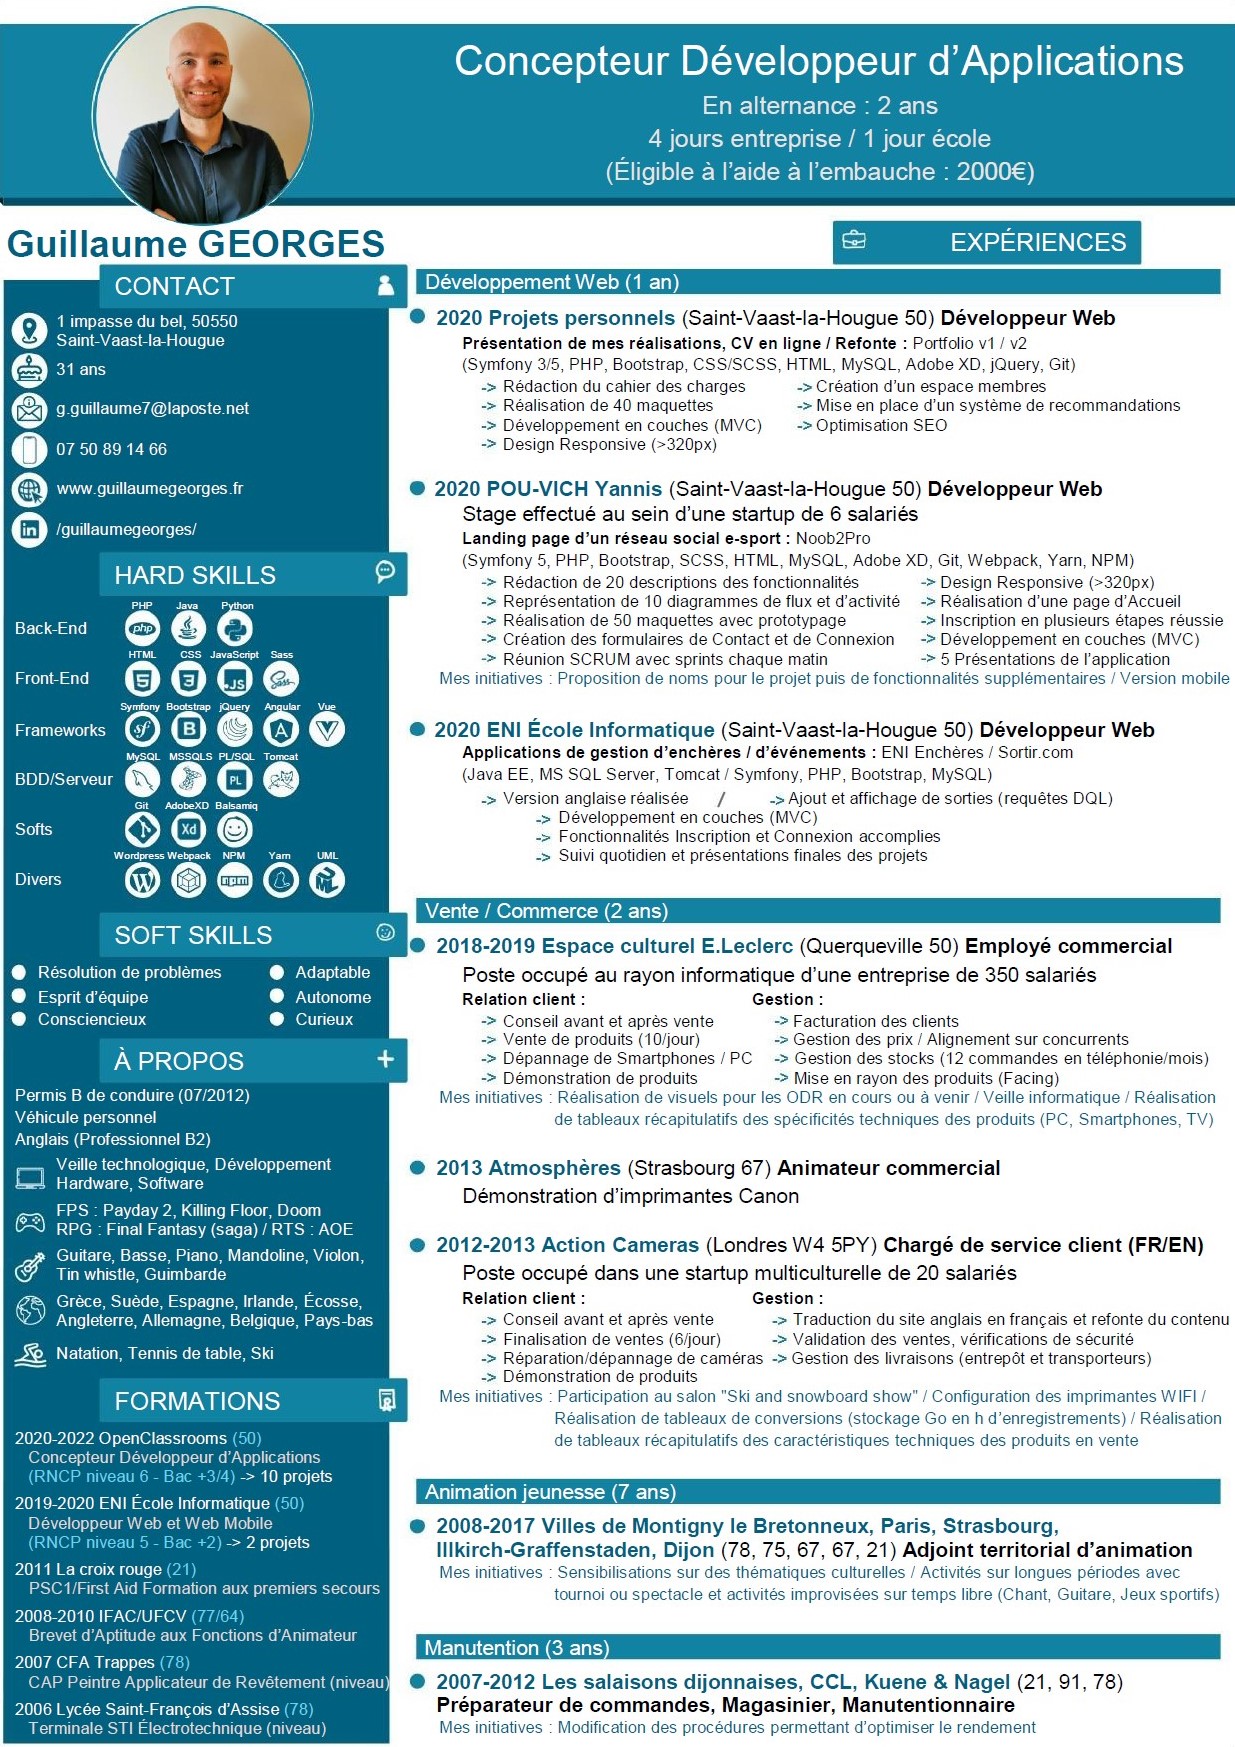 Concepteur Développeur d'Applications
En alternance : 2 ans
4 jours entreprise / 1 jour école
(Éligible à l'aide à l'embauche : 2000€)
Guillaume GEORGES
CONTACT
1 impasse du bel, 50550
Saint-Vaast-la-Hougue
31 ans
g.guillaume7@laposte.net
07 50 89 14 66
www.guillaumegeorges.fr
in /guillaumegeorges/
HARD SKILLS
PHP Java Python
Back-End
HTML CSS JavaScript Sass
Front-End
Symfony Bootstrap jQuery Angular Vue
Frameworks
MySQL MSSQLS PL/SQL Tomcat
BDD/Serveur
Git AdobeXD Balsamiq
Softs
Wordpress Webpack NPM Yarn UML
Divers
SOFT SKILLS
Résolution de problèmes Adaptable
Esprit d'équipe Autonome
Consciencieux Curieux
À PROPOS
Permis B de conduire (07/2012)
Véhicule personnel
Anglais (Professionnel B2)
Veille technologique, Développement
Hardware, Software
FPS : Payday 2, Killing Floor, Doom
RPG : Final Fantasy (saga) / RTS : AOE
Guitare, Basse, Piano, Mandoline, Violon,
Tin whistle, Guimbarde
Grèce, Suède, Espagne, Irlande, Écosse,
Angleterre, Allemagne, Belgique, Pays-bas
Natation, Tennis de table, Ski
FORMATIONS
2020-2022 OpenClassrooms (50)
Concepteur Développeur d'Applications
(RNCP niveau 6 - Bac +3/4) -> 10 projets
2019-2020 ENI École Informatique (50)
Développeur Web et Web Mobile
(RNCP niveau 5 - Bac +2) -> 2 projets
2011 La croix rouge (21)
PSC1/First Aid Formation aux premiers secours
2008-2010 IFAC/UFCV (77/64)
Brevet d'Aptitude aux Fonctions d'Animateur
2007 CFA Trappes (78)
CAP Peintre Applicateur de Revêtement (niveau)
2006 Lycée Saint-François d'Assise (78)
Terminale STI Électrotechnique (niveau)
EXPÉRIENCES
Développement Web (1 an)
2020 Projets personnels (Saint-Vaast-la-Hougue 50) Développeur Web
Présentation de mes réalisations, CV en ligne / Refonte : Portfolio v1 / v2
(Symfony 3/5, PHP, Bootstrap, CSS/SCSS, HTML, MySQL, Adobe XD, jQuery, Git)
-> Rédaction du cahier des charges -> Création d'un espace membres
-> Réalisation de 40 maquettes -> Mise en place d'un système de recommandations
-> Développement en couches (MVC) -> Optimisation SEO
-> Design Responsive (>320px)
2020 POU-VICH Yannis (Saint-Vaast-la-Hougue 50) Développeur Web
Stage effectué au sein d'une startup de 6 salariés
Landing page d'un réseau social e-sport : Noob2Pro
(Symfony 5, PHP, Bootstrap, SCSS, HTML, MySQL, Adobe XD, Git, Webpack, Yarn, NPM)
-> Rédaction de 20 descriptions des fonctionnalités -> Design Responsive (>320px)
-> Représentation de 10 diagrammes de flux et d'activité -> Réalisation d'une page d'Accueil
-> Réalisation de 50 maquettes avec prototypage -> Inscription en plusieurs étapes réussie
-> Création des formulaires de Contact et de Connexion -> Développement en couches (MVC)
-> Réunion SCRUM avec sprints chaque matin -> 5 Présentations de l'application
Mes initiatives : Proposition de noms pour le projet puis de fonctionnalités supplémentaires / Version mobile
2020 ENI École Informatique (Saint-Vaast-la-Hougue 50) Développeur Web
Applications de gestion d'enchères / d'événements : ENI Enchères / Sortir.com
(Java EE, MS SQL Server, Tomcat / Symfony, PHP, Bootstrap, MySQL)
-> Version anglaise réalisée / -> Ajout et affichage de sorties (requêtes DQL)
-> Développement en couches (MVC)
-> Fonctionnalités Inscription et Connexion accomplies
-> Suivi quotidien et présentations finales des projets
Vente / Commerce (2 ans)
2018-2019 Espace culturel E.Leclerc (Querqueville 50) Employé commercial
Poste occupé au rayon informatique d'une entreprise de 350 salariés
Relation client : Gestion :
-> Conseil avant et après vente -> Facturation des clients
-> Vente de produits (10/jour) -> Gestion des prix / Alignement sur concurrents
-> Dépannage de Smartphones / PC -> Gestion des stocks (12 commandes en téléphonie/mois)
-> Démonstration de produits -> Mise en rayon des produits (Facing)
Mes initiatives : Réalisation de visuels pour les ODR en cours ou à venir / Veille informatique / Réalisation
de tableaux récapitulatifs des spécificités techniques des produits (PC, Smartphones, TV)
2013 Atmosphères (Strasbourg 67) Animateur commercial
Démonstration d'imprimantes Canon
2012-2013 Action Cameras (Londres W4 5PY) Chargé de service client (FR/EN)
Poste occupé dans une startup multiculturelle de 20 salariés
Relation client : Gestion :
-> Conseil avant et après vente -> Traduction du site anglais en français et refonte du contenu
-> Finalisation de ventes (6/jour) -> Validation des ventes, vérifications de sécurité
-> Réparation/dépannage de caméras -> Gestion des livraisons (entrepôt et transporteurs)
-> Démonstration de produits
Mes initiatives : Participation au salon "Ski and snowboard show" / Configuration des imprimantes WIFI /
Réalisation de tableaux de conversions (stockage Go en h d'enregistrements) / Réalisation
de tableaux récapitulatifs des caractéristiques techniques des produits en vente
Animation jeunesse (7 ans)
2008-2017 Villes de Montigny le Bretonneux, Paris, Strasbourg,
Illkirch-Graffenstaden, Dijon (78, 75, 67, 67, 21) Adjoint territorial d'animation
Mes initiatives : Sensibilisations sur des thématiques culturelles / Activités sur longues périodes avec
tournoi ou spectacle et activités improvisées sur temps libre (Chant, Guitare, Jeux sportifs)
Manutention (3 ans)
2007-2012 Les salaisons dijonnaises, CCL, Kuene & Nagel (21, 91, 78)
Préparateur de commandes, Magasinier, Manutentionnaire
Mes initiatives : Modification des procédures permettant d'optimiser le rendement